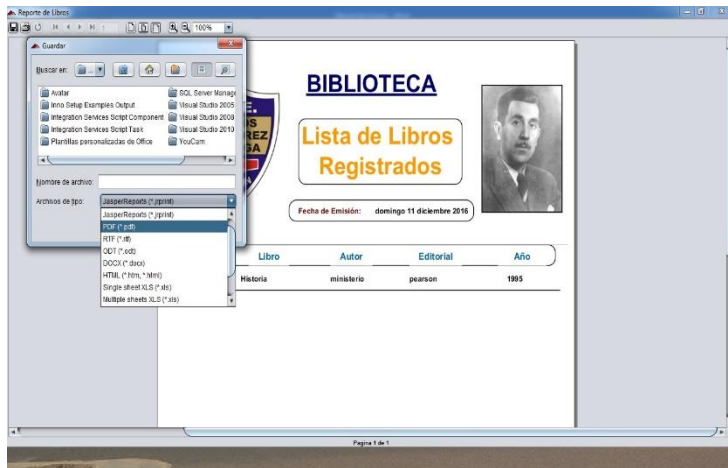 Reporte de Libros
1
100%
Guardar
Buscar en:
Avatar
Inno Setup Examples Output
Integration Services Script Component
Integration Services Script Task
Plantillas personalizadas de Office
SQL Server Manage
Visual Studio 2005
Visual Studio 2008
Visual Studio 2010
YouCam
Nombre de archivo:
Archivos de tipo:
JasperReports (*.jrprint)
JasperReports (*.jrprint)
PDF (*.pdf)
RTF (*.rtf)
ODT (*.odt)
DOCX (*.docx)
HTML (*.htm, *.html)
Single sheet XLS (*.xls)
Multiple sheets XLS (*.xls)
BIBLIOTECA
Lista de Libros
Registrados
Fecha de Emisión: domingo 11 diciembre 2016
Libro Autor Editorial Año
Historia ministerio pearson 1995
Pagina 1 de 1